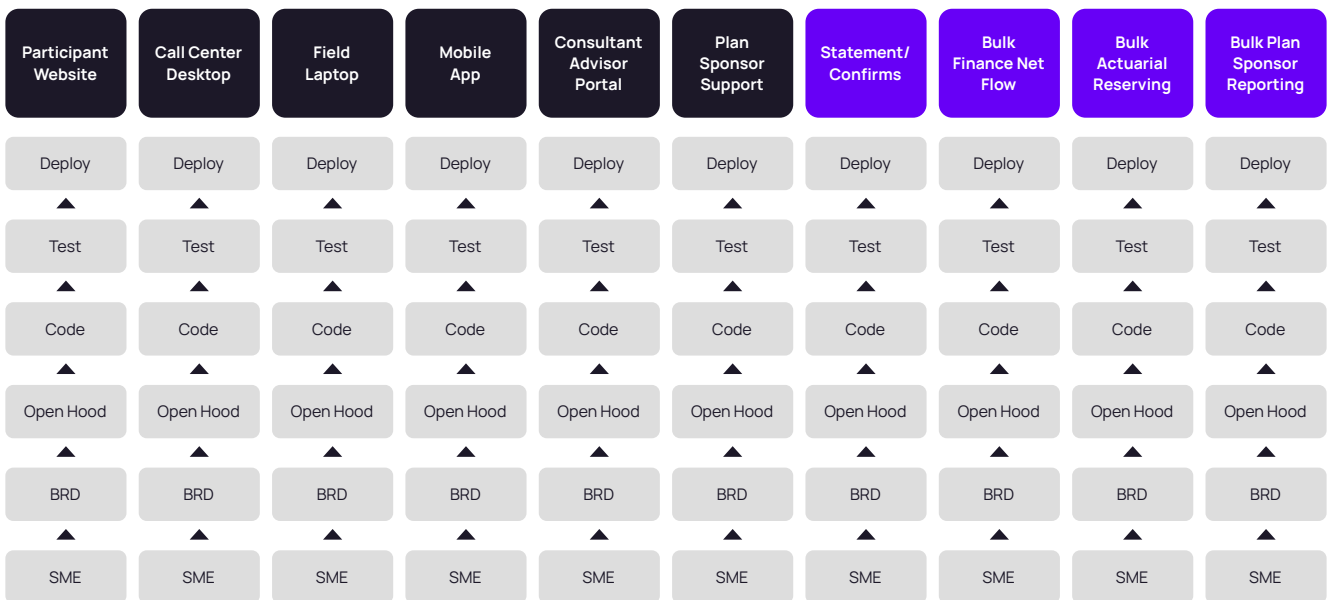 Participant
Website
Call Center
Desktop
Field
Laptop
Mobile
App
Consultant
Advisor
Portal
Plan
Sponsor
Support
Statement/
Confirms
Bulk
Finance Net
Flow
Bulk
Actuarial
Reserving
Bulk Plan
Sponsor
Reporting
Deploy Deploy Deploy Deploy Deploy Deploy Deploy Deploy Deploy Deploy
Test Test Test Test Test Test Test Test Test Test
Code Code Code Code Code Code Code Code Code Code
Open Hood Open Hood Open Hood Open Hood Open Hood Open Hood Open Hood Open Hood Open Hood Open Hood
BRD BRD BRD BRD BRD BRD BRD BRD BRD BRD
SME SME SME SME SME SME SME SME SME SME